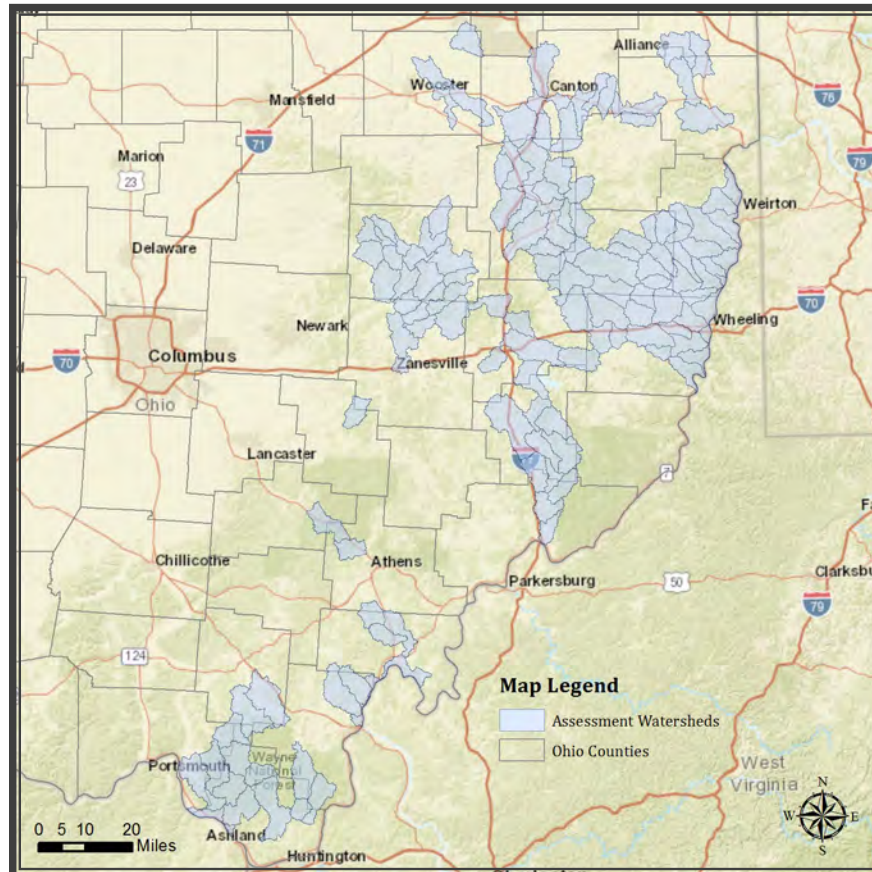 Alliance
Wooster
Canton
Mansfield
76
71
Marion
79
23
Weirton
Delaware
70
Newark
Wheeling
Columbus
70
Zanesville
Ohio
Lancaster
7
Chillicothe
Athens
Parkersburg
50
Clarksbu
79
124
Map Legend
Assessment Watersheds
Ohio Counties
Wayne
National
Forest
Portsmouth
West
Virginia
N
W
E
S
Ashland
0 5 10 20
Miles
Huntington